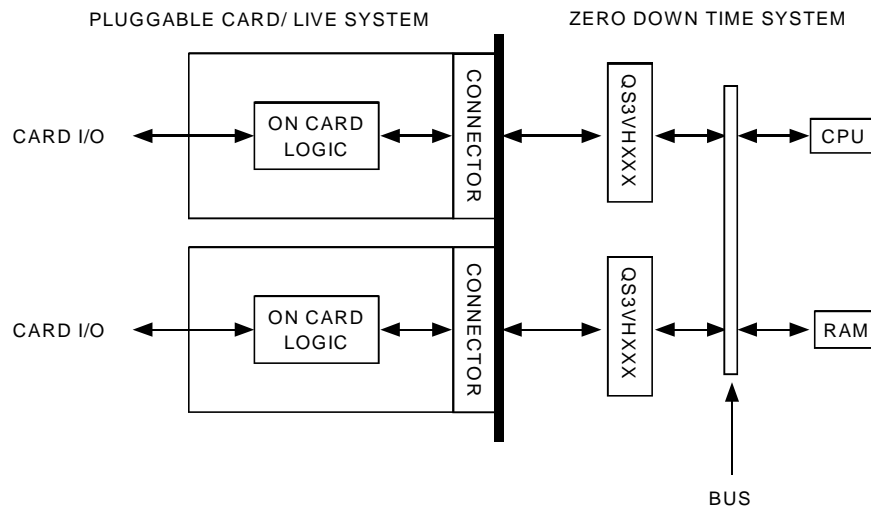 PLUGGABLE CARD/ LIVE SYSTEM
ZERO DOWN TIME SYSTEM
CARD I/O
ON CARD
LOGIC
CONNECTOR
QS3VHXXX
CPU
CARD I/O
ON CARD
LOGIC
CONNECTOR
QS3VHXXX
RAM
BUS